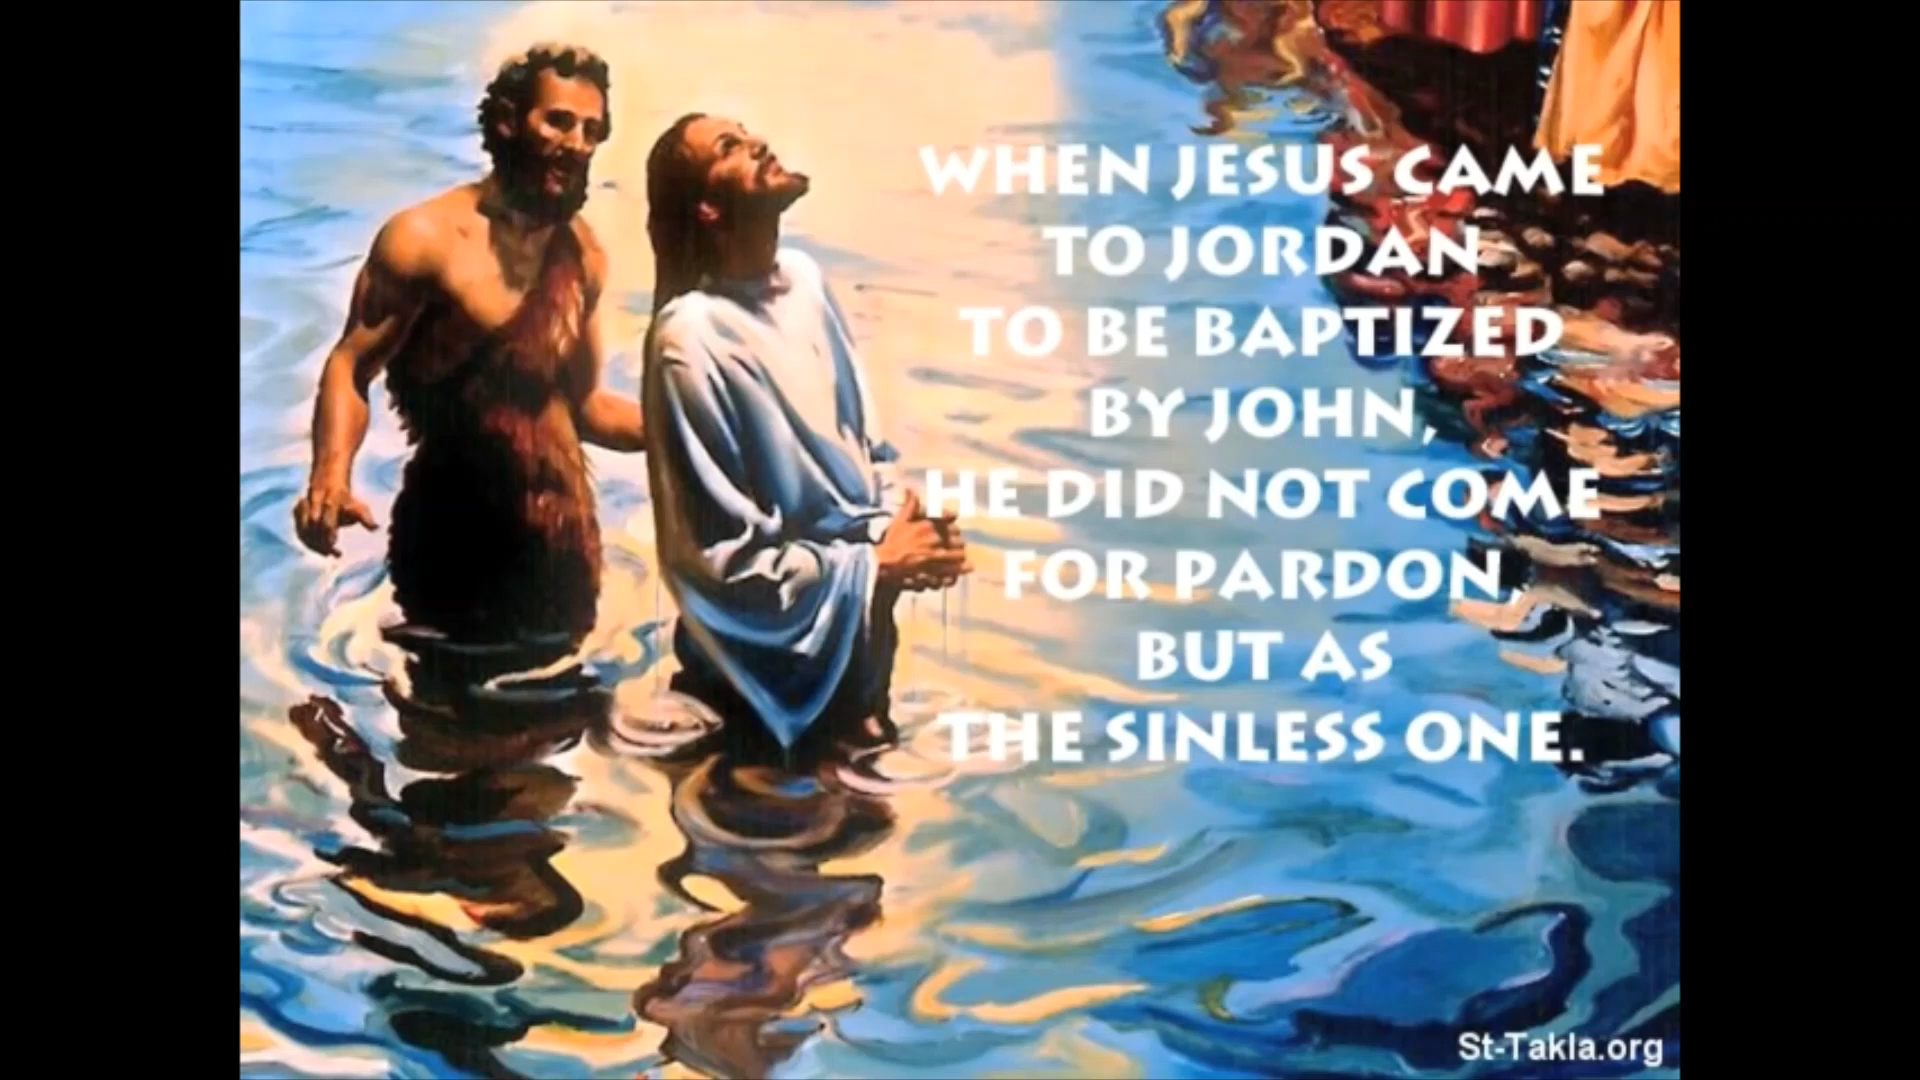 WHEN JESUS CAME
TO JORDAN
TO BE BAPTIZED
BY JOHN,
HE DID NOT COME
FOR PARDON,
BUT AS
THE SINLESS ONE.
St-Takla.org